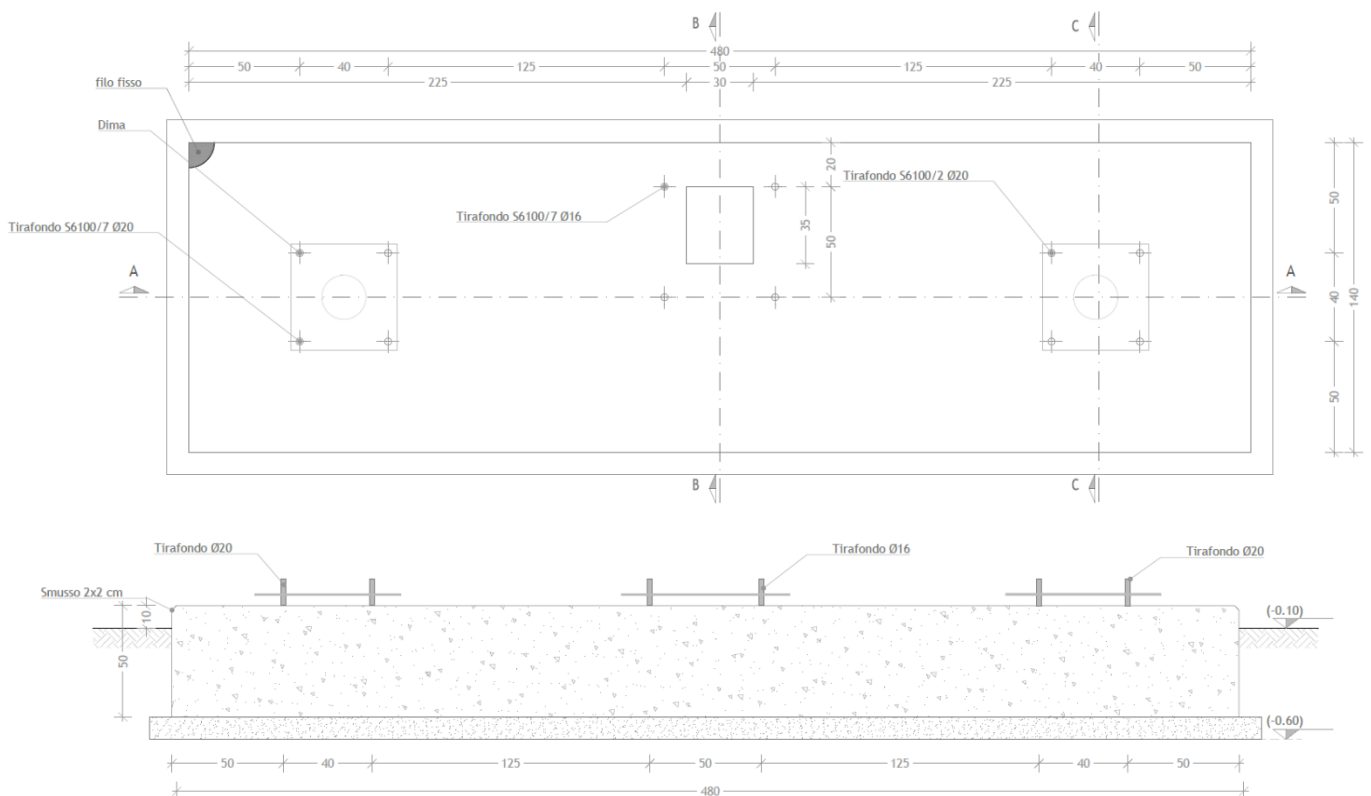 B
C
480
50
40
125
50
125
40
50
225
30
225
filo fisso
Dima
20
Tirafondo S6100/2 Ø20
50
Tirafondo S6100/7 Ø16
35
50
Tirafondo S6100/7 Ø20
A
A
40
140
50
B
C
Tirafondo Ø20
Tirafondo Ø16
Tirafondo Ø20
Smusso 2x2 cm
10
(-0.10)
50
(-0.60)
50
40
125
50
125
40
50
480